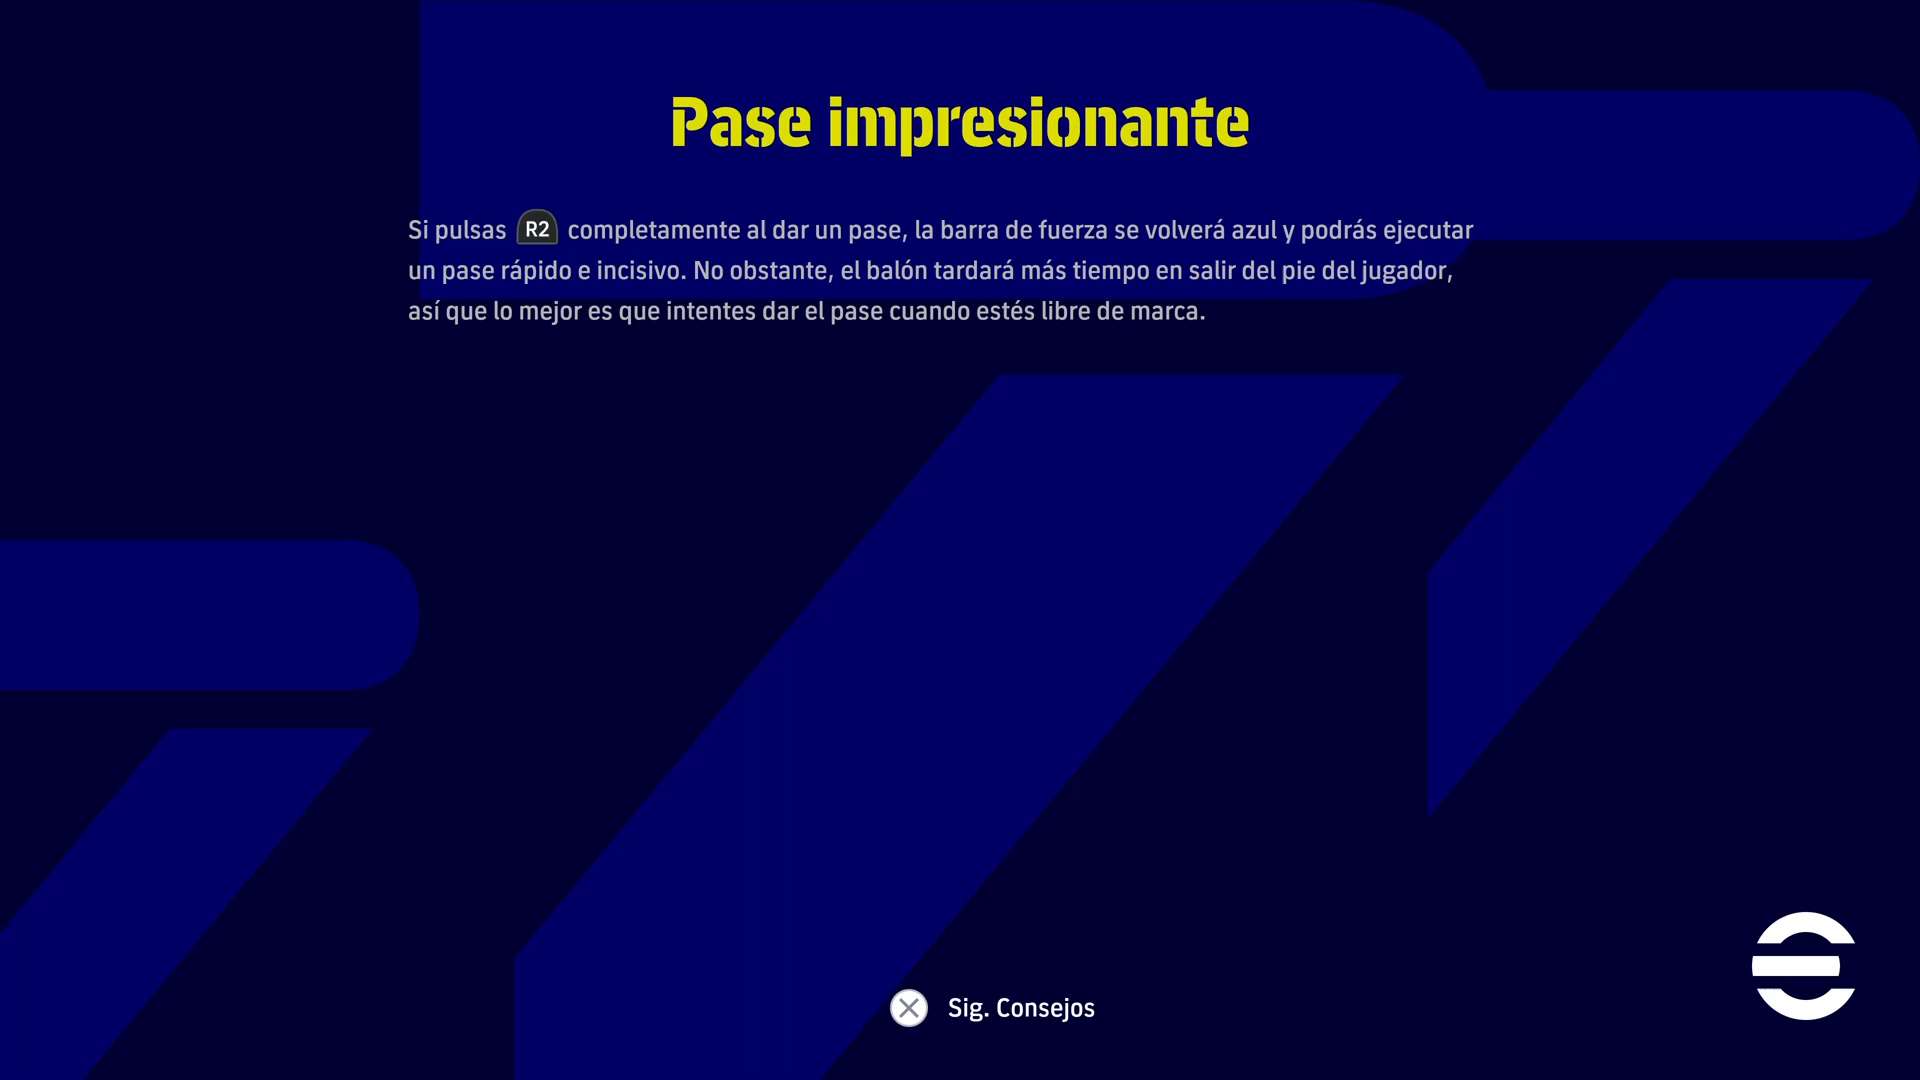 Pase impresionante
Si pulsas R2 completamente al dar un pase, la barra de fuerza se volverá azul y podrás ejecutar
un pase rápido e incisivo. No obstante, el balón tardará más tiempo en salir del pie del jugador,
así que lo mejor es que intentes dar el pase cuando estés libre de marca.
Sig. Consejos